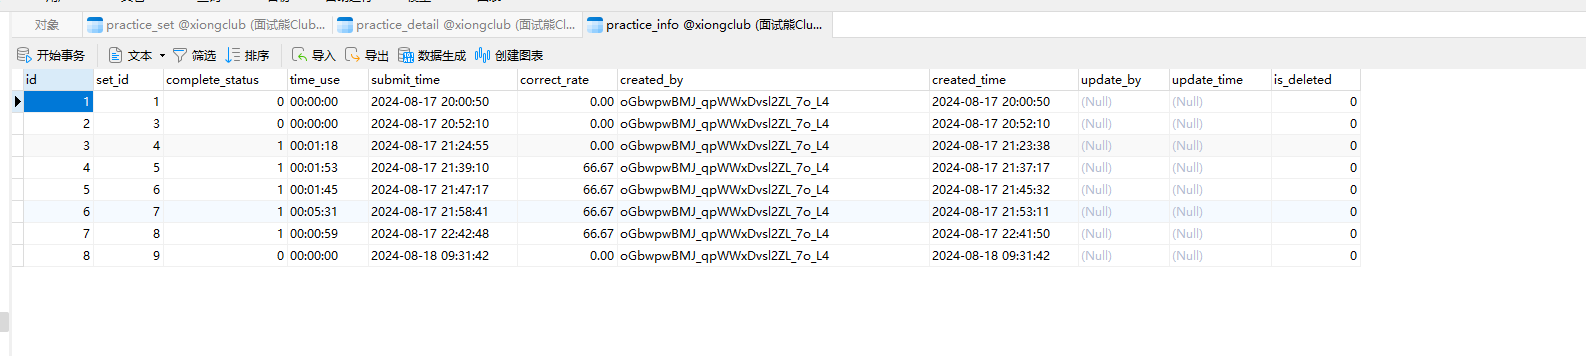 对象 practice_set @xiongclub (面试熊Club... practice_detail @xiongclub (面试熊Clu... practice_info @xiongclub (面试熊Clu...
开始事务 文本 筛选 排序 导入 导出 数据生成 创建图表
id set_id complete_status time_use submit_time correct_rate created_by created_time update_by update_time is_deleted
1 1 0 00:00:00 2024-08-17 20:00:50 0.00 oGbwpwBMJ_qpWWxDvsl2ZL_7o_L4 2024-08-17 20:00:50 (Null) (Null) 0
2 3 0 00:00:00 2024-08-17 20:52:10 0.00 oGbwpwBMJ_qpWWxDvsl2ZL_7o_L4 2024-08-17 20:52:10 (Null) (Null) 0
3 4 1 00:01:18 2024-08-17 21:24:55 0.00 oGbwpwBMJ_qpWWxDvsl2ZL_7o_L4 2024-08-17 21:23:38 (Null) (Null) 0
4 5 1 00:01:53 2024-08-17 21:39:10 66.67 oGbwpwBMJ_qpWWxDvsl2ZL_7o_L4 2024-08-17 21:37:17 (Null) (Null) 0
5 6 1 00:01:45 2024-08-17 21:47:17 66.67 oGbwpwBMJ_qpWWxDvsl2ZL_7o_L4 2024-08-17 21:45:32 (Null) (Null) 0
6 7 1 00:05:31 2024-08-17 21:58:41 66.67 oGbwpwBMJ_qpWWxDvsl2ZL_7o_L4 2024-08-17 21:53:11 (Null) (Null) 0
7 8 1 00:00:59 2024-08-17 22:42:48 66.67 oGbwpwBMJ_qpWWxDvsl2ZL_7o_L4 2024-08-17 22:41:50 (Null) (Null) 0
8 9 0 00:00:00 2024-08-18 09:31:42 0.00 oGbwpwBMJ_qpWWxDvsl2ZL_7o_L4 2024-08-18 09:31:42 (Null) (Null) 0